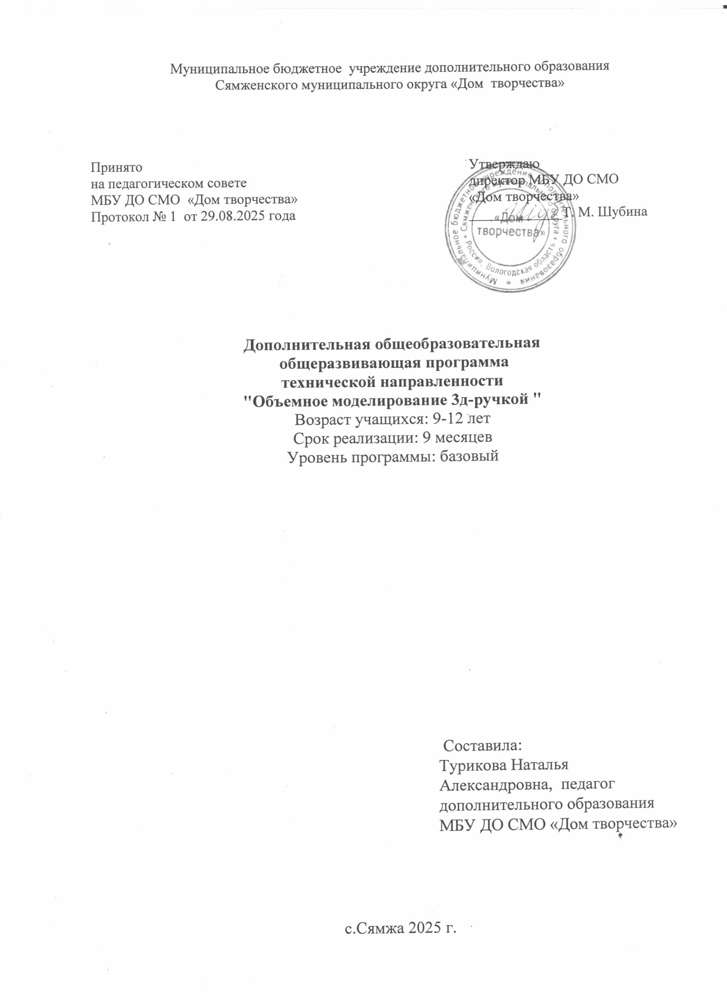 Муниципальное бюджетное учреждение дополнительного образования
Сямженского муниципального округа «Дом творчества»
Принято
на педагогическом совете
МБУ ДО СМО «Дом творчества»
Протокол № 1 от 29.08.2025 года
Утверждаю
директор МБУ ДО СМО
«Дом творчества»
Т. М. Шубина
Муниципальное бюджетное учреждение дополнительного образования *
Сямженского муниципального округа * Россия, Вологодская область *
«Дом
творчества»
Дополнительная общеобразовательная
общеразвивающая программа
технической направленности
"Объемное моделирование 3д-ручкой "
Возраст учащихся: 9-12 лет
Срок реализации: 9 месяцев
Уровень программы: базовый
Составила:
Турикова Наталья
Александровна, педагог
дополнительного образования
МБУ ДО СМО «Дом творчества»
с.Сямжа 2025 г.